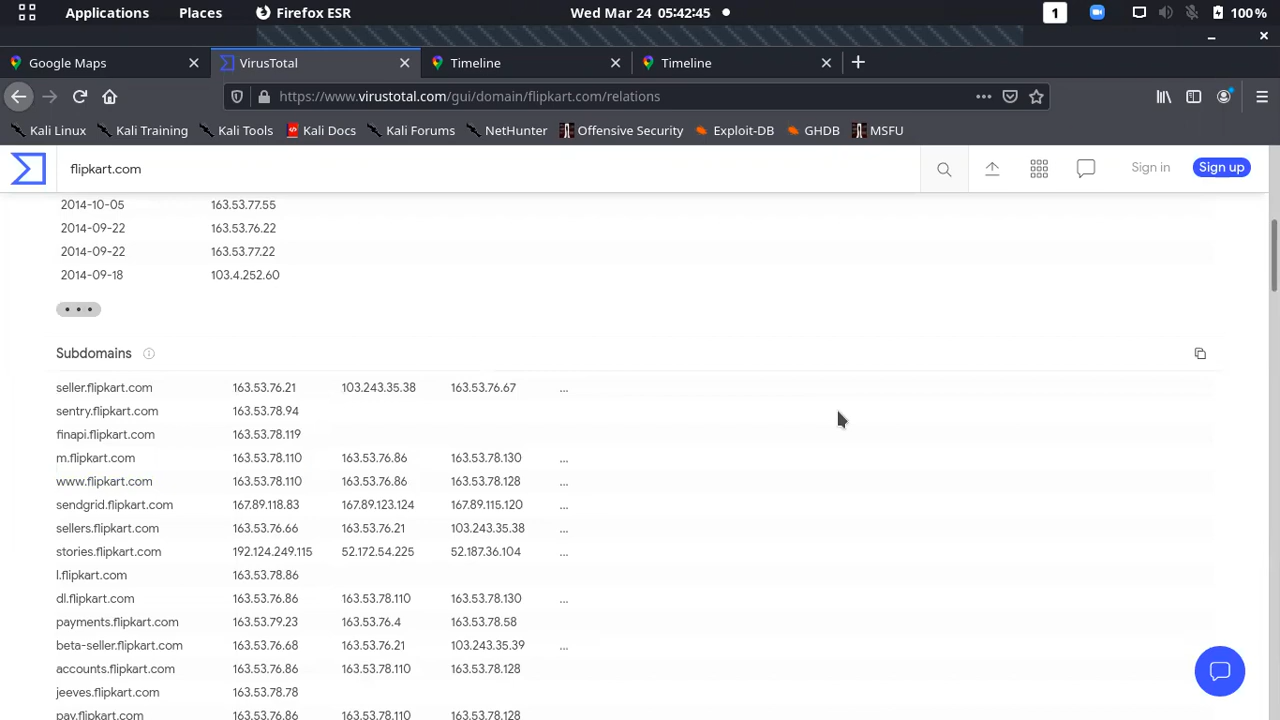 Applications Places Firefox ESR Wed Mar 24 05:42:45 1 100%
Google Maps VirusTotal Timeline Timeline
https://www.virustotal.com/gui/domain/flipkart.com/relations
Kali Linux Kali Training Kali Tools Kali Docs Kali Forums NetHunter Offensive Security Exploit-DB GHDB MSFU
flipkart.com Sign in Sign up
2014-10-05 163.53.77.55
2014-09-22 163.53.76.22
2014-09-22 163.53.77.22
2014-09-18 103.4.252.60
Subdomains
seller.flipkart.com 163.53.76.21 103.243.35.38 163.53.76.67 ...
sentry.flipkart.com 163.53.78.94
finapi.flipkart.com 163.53.78.119
m.flipkart.com 163.53.78.110 163.53.76.86 163.53.78.130 ...
www.flipkart.com 163.53.78.110 163.53.76.86 163.53.78.128 ...
sendgrid.flipkart.com 167.89.118.83 167.89.123.124 167.89.115.120 ...
sellers.flipkart.com 163.53.76.66 163.53.76.21 103.243.35.38 ...
stories.flipkart.com 192.124.249.115 52.172.54.225 52.187.36.104 ...
l.flipkart.com 163.53.78.86
dl.flipkart.com 163.53.76.86 163.53.78.110 163.53.78.130 ...
payments.flipkart.com 163.53.79.23 163.53.76.4 163.53.78.58
beta-seller.flipkart.com 163.53.76.68 163.53.76.21 103.243.35.39 ...
accounts.flipkart.com 163.53.76.86 163.53.78.110 163.53.78.128
jeeves.flipkart.com 163.53.78.78
pay.flipkart.com 163.53.76.86 163.53.78.110 163.53.78.128